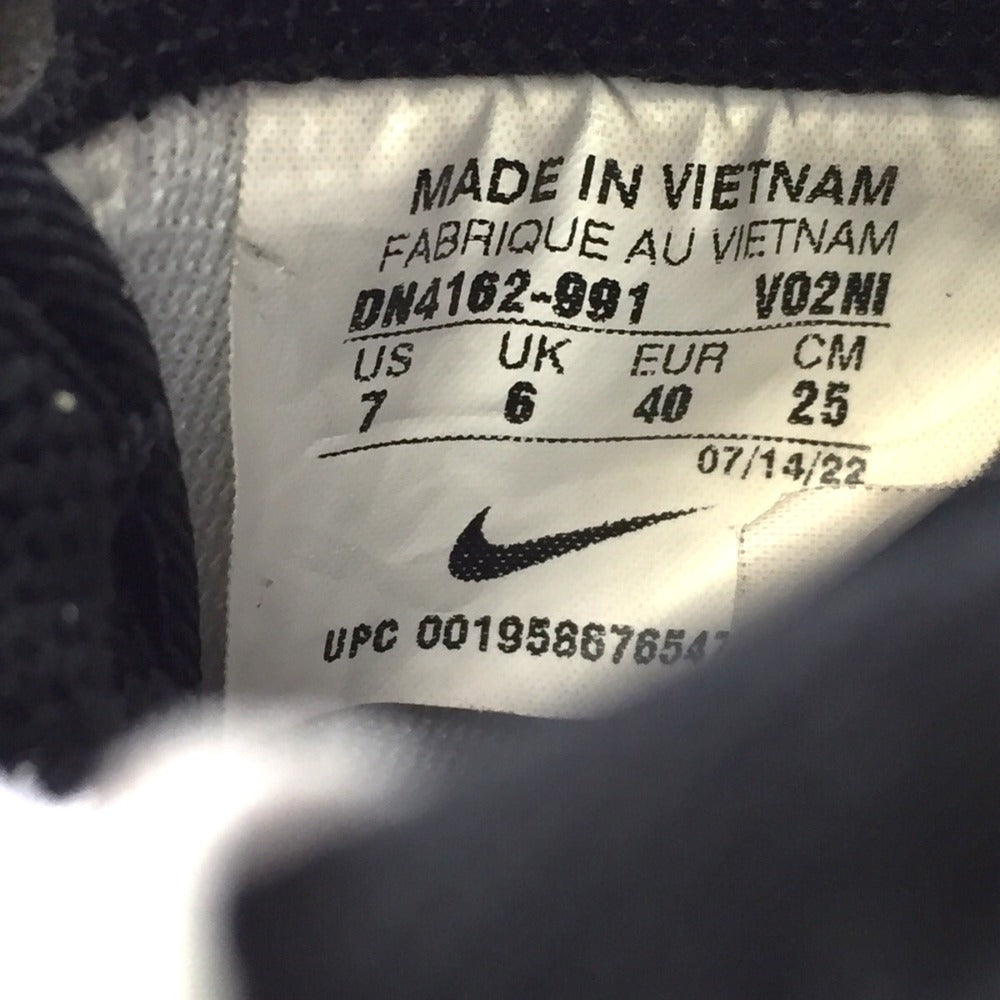 MADE IN VIETNAM
FABRIQUE AU VIETNAM
DN4162-991 V02NI
US UK EUR CM
7 6 40 25
07/14/22
UPC